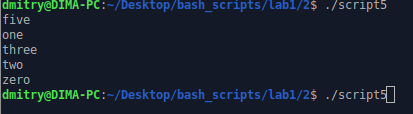 dmitry@DIMA-PC:~/Desktop/bash_scripts/lab1/2$ ./script5
five
one
three
two
zero
dmitry@DIMA-PC:~/Desktop/bash_scripts/lab1/2$ ./script5